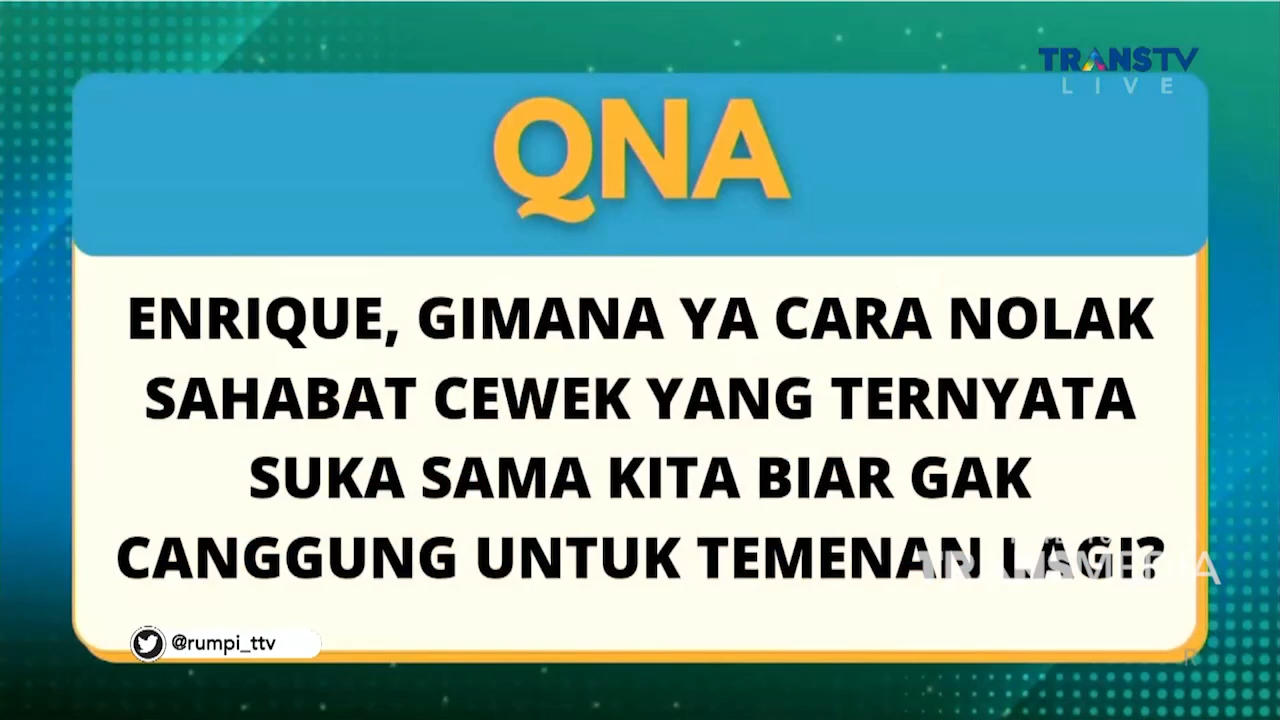 TRANSTV
LIVE
QNA
ENRIQUE, GIMANA YA CARA NOLAK
SAHABAT CEWEK YANG TERNYATA
SUKA SAMA KITA BIAR GAK
CANGGUNG UNTUK TEMENAN LAGI?
@rumpi_ttv